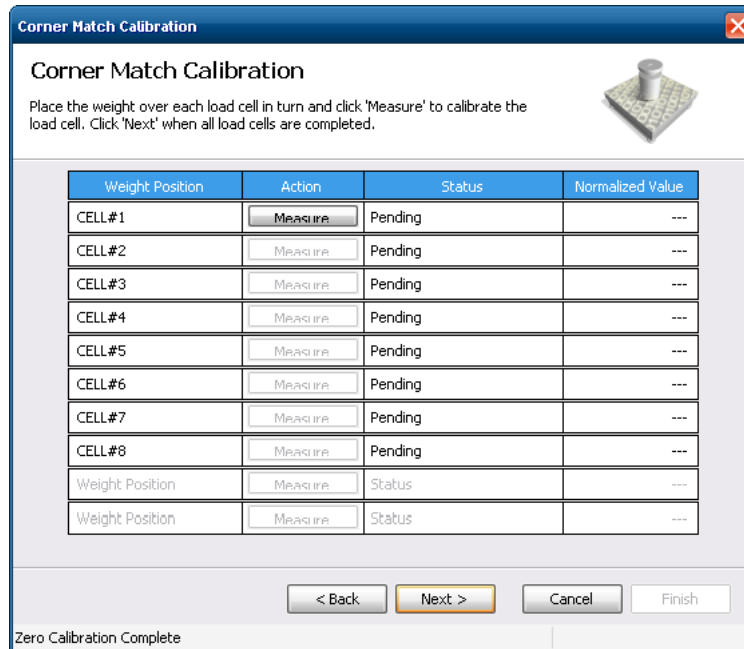 Corner Match Calibration
Corner Match Calibration
Place the weight over each load cell in turn and click 'Measure' to calibrate the
load cell. Click 'Next' when all load cells are completed.
Weight Position Action Status Normalized Value
CELL#1 Measure Pending ---
CELL#2 Measure Pending ---
CELL#3 Measure Pending ---
CELL#4 Measure Pending ---
CELL#5 Measure Pending ---
CELL#6 Measure Pending ---
CELL#7 Measure Pending ---
CELL#8 Measure Pending ---
Weight Position Measure Status ---
Weight Position Measure Status ---
< Back Next > Cancel Finish
Zero Calibration Complete